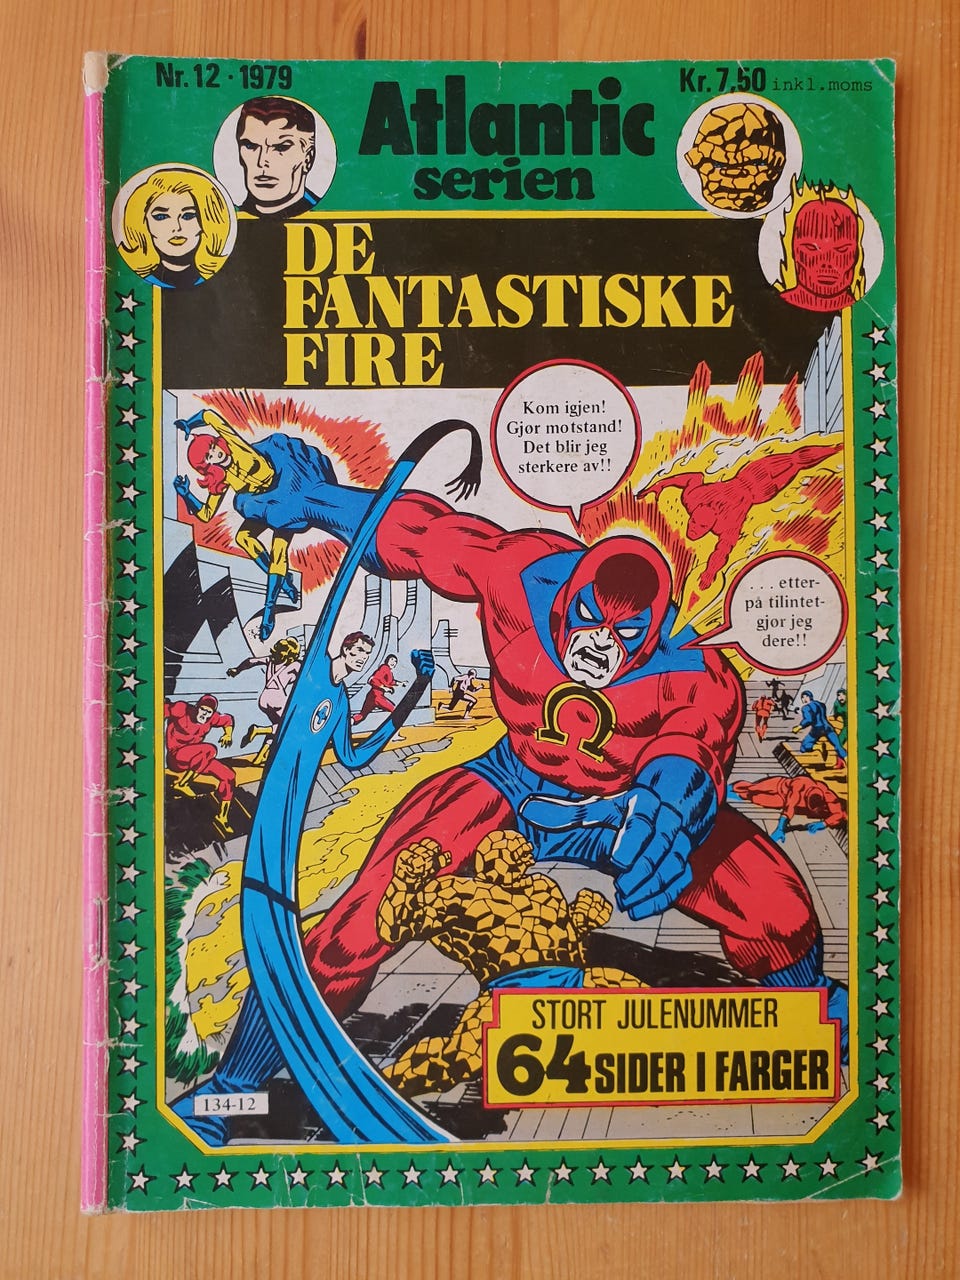 Nr.12 · 1979
Kr. 7,50 inkl.moms
Atlantic
serien
DE
FANTASTISKE
FIRE
Kom igjen!
Gjør motstand!
Det blir jeg
sterkere av!!
...etter-
på tilintet-
gjør jeg
dere!!
Ω
4
STORT JULENUMMER
64 SIDER I FARGER
134-12